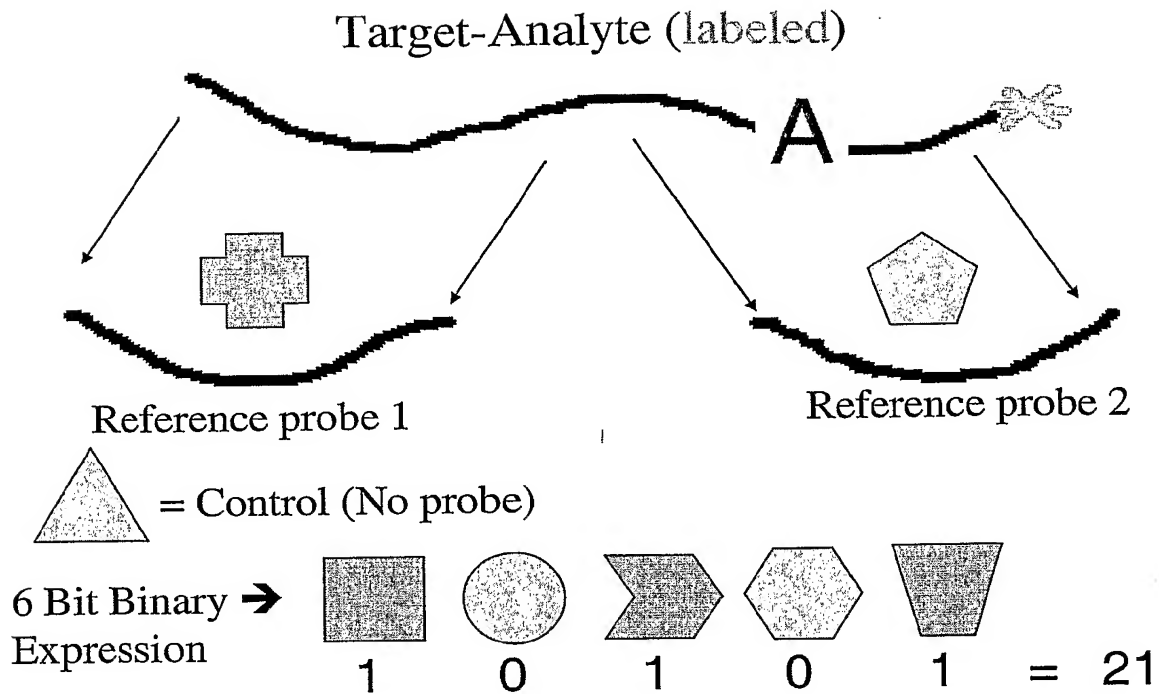 Target-Analyte (labeled)
A
Reference probe 1
Reference probe 2
= Control (No probe)
6 Bit Binary ➔
Expression
1 0 1 0 1 = 21